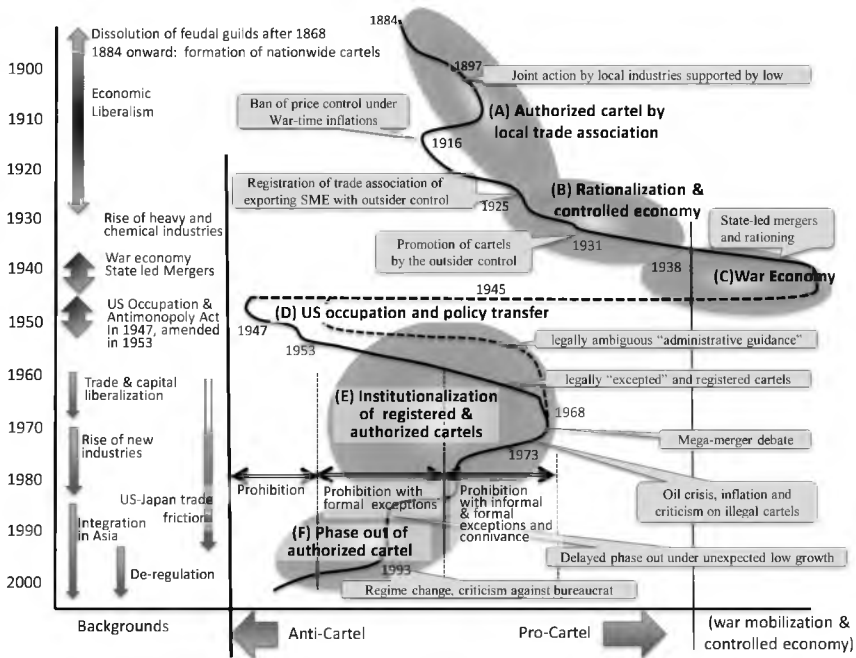 1884
Dissolution of feudal guilds after 1868
1884 onward: formation of nationwide cartels
1900
1910
1920
1930
1940
1950
1960
1970
1980
1990
2000
Economic
Liberalism
Rise of heavy and
chemical industries
War economy
State led Mergers
US Occupation &
Antimonopoly Act
In 1947, amended
in 1953
Trade & capital
liberalization
Rise of new
industries
US-Japan trade
friction
Integration
in Asia
De-regulation
1897
Joint action by local industries supported by low
Ban of price control under
War-time inflations
(A) Authorized cartel by
local trade association
1916
Registration of trade association of
exporting SME with outsider control
1925
(B) Rationalization &
controlled economy
Promotion of cartels
by the outsider control
1931
State-led mergers
and rationing
1938
(C)War Economy
1945
(D) US occupation and policy transfer
1947
1953
legally ambiguous “administrative guidance”
legally “excepted” and registered cartels
(E) Institutionalization
of registered &
authorized cartels
1968
Mega-merger debate
1973
Prohibition
Prohibition with
formal exceptions
Prohibition
with informal
& formal
exceptions and
connivance
Oil crisis, inflation and
criticism on illegal cartels
(F) Phase out of
authorized cartel
Delayed phase out under unexpected low growth
1993
Regime change, criticism against bureaucrat
Backgrounds
Anti-Cartel
Pro-Cartel
(war mobilization &
controlled economy)